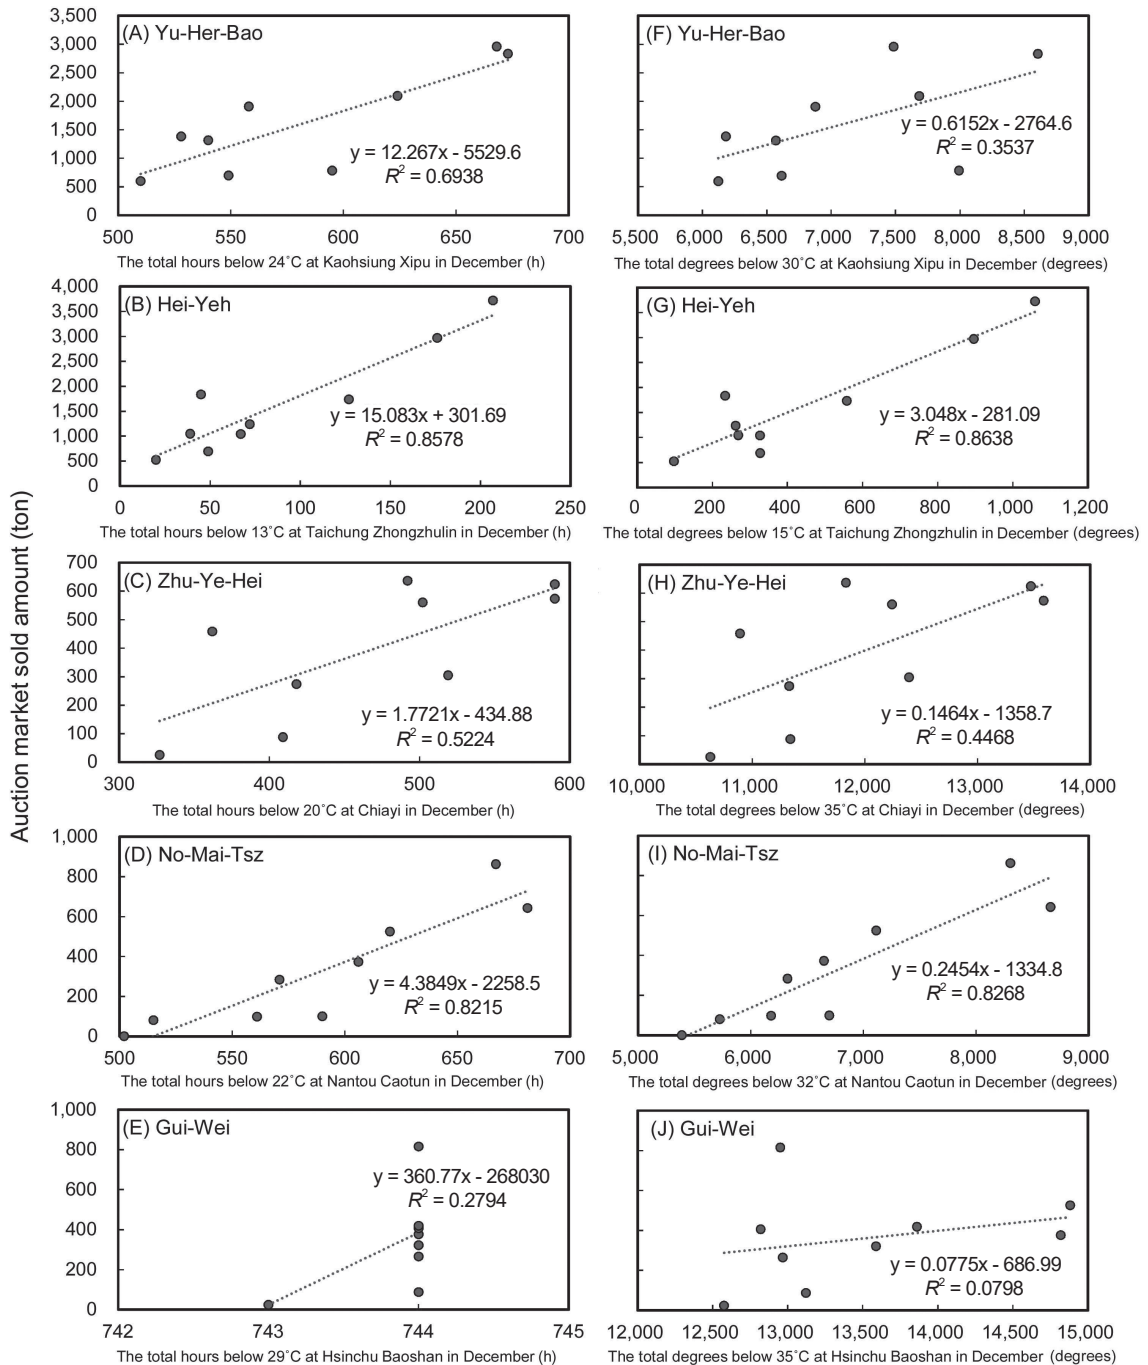 Auction market sold amount (ton)
(A) Yu-Her-Bao
3,500
3,000
2,500
2,000
1,500
1,000
500
0
y = 12.267x - 5529.6
R² = 0.6938
500 550 600 650 700
The total hours below 24˚C at Kaohsiung Xipu in December (h)
(F) Yu-Her-Bao
y = 0.6152x - 2764.6
R² = 0.3537
5,500 6,000 6,500 7,000 7,500 8,000 8,500 9,000
The total degrees below 30˚C at Kaohsiung Xipu in December (degrees)
(B) Hei-Yeh
4,000
3,500
3,000
2,500
2,000
1,500
1,000
500
0
y = 15.083x + 301.69
R² = 0.8578
0 50 100 150 200 250
The total hours below 13˚C at Taichung Zhongzhulin in December (h)
(G) Hei-Yeh
y = 3.048x - 281.09
R² = 0.8638
0 200 400 600 800 1,000 1,200
The total degrees below 15˚C at Taichung Zhongzhulin in December (degrees)
(C) Zhu-Ye-Hei
700
600
500
400
300
200
100
0
y = 1.7721x - 434.88
R² = 0.5224
300 400 500 600
The total hours below 20˚C at Chiayi in December (h)
(H) Zhu-Ye-Hei
y = 0.1464x - 1358.7
R² = 0.4468
10,000 11,000 12,000 13,000 14,000
The total degrees below 35˚C at Chiayi in December (degrees)
(D) No-Mai-Tsz
1,000
800
600
400
200
0
y = 4.3849x - 2258.5
R² = 0.8215
500 550 600 650 700
The total hours below 22˚C at Nantou Caotun in December (h)
(I) No-Mai-Tsz
y = 0.2454x - 1334.8
R² = 0.8268
5,000 6,000 7,000 8,000 9,000
The total degrees below 32˚C at Nantou Caotun in December (degrees)
(E) Gui-Wei
1,000
800
600
400
200
0
y = 360.77x - 268030
R² = 0.2794
742 743 744 745
The total hours below 29˚C at Hsinchu Baoshan in December (h)
(J) Gui-Wei
y = 0.0775x - 686.99
R² = 0.0798
12,000 12,500 13,000 13,500 14,000 14,500 15,000
The total degrees below 35˚C at Hsinchu Baoshan in December (degrees)